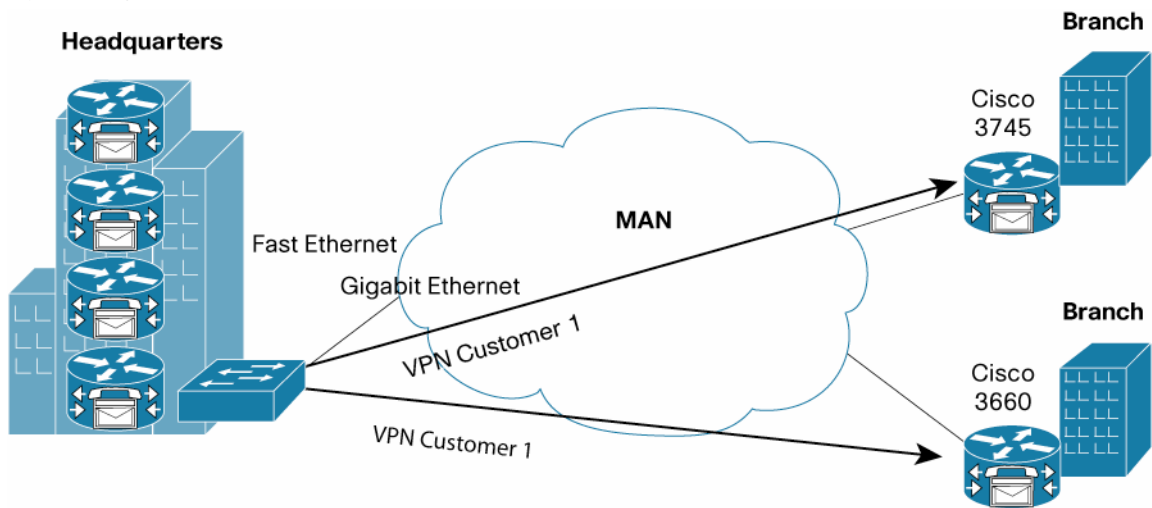 Headquarters
Branch
Cisco
3745
MAN
Fast Ethernet
Gigabit Ethernet
VPN Customer 1
Branch
Cisco
3660
VPN Customer 1